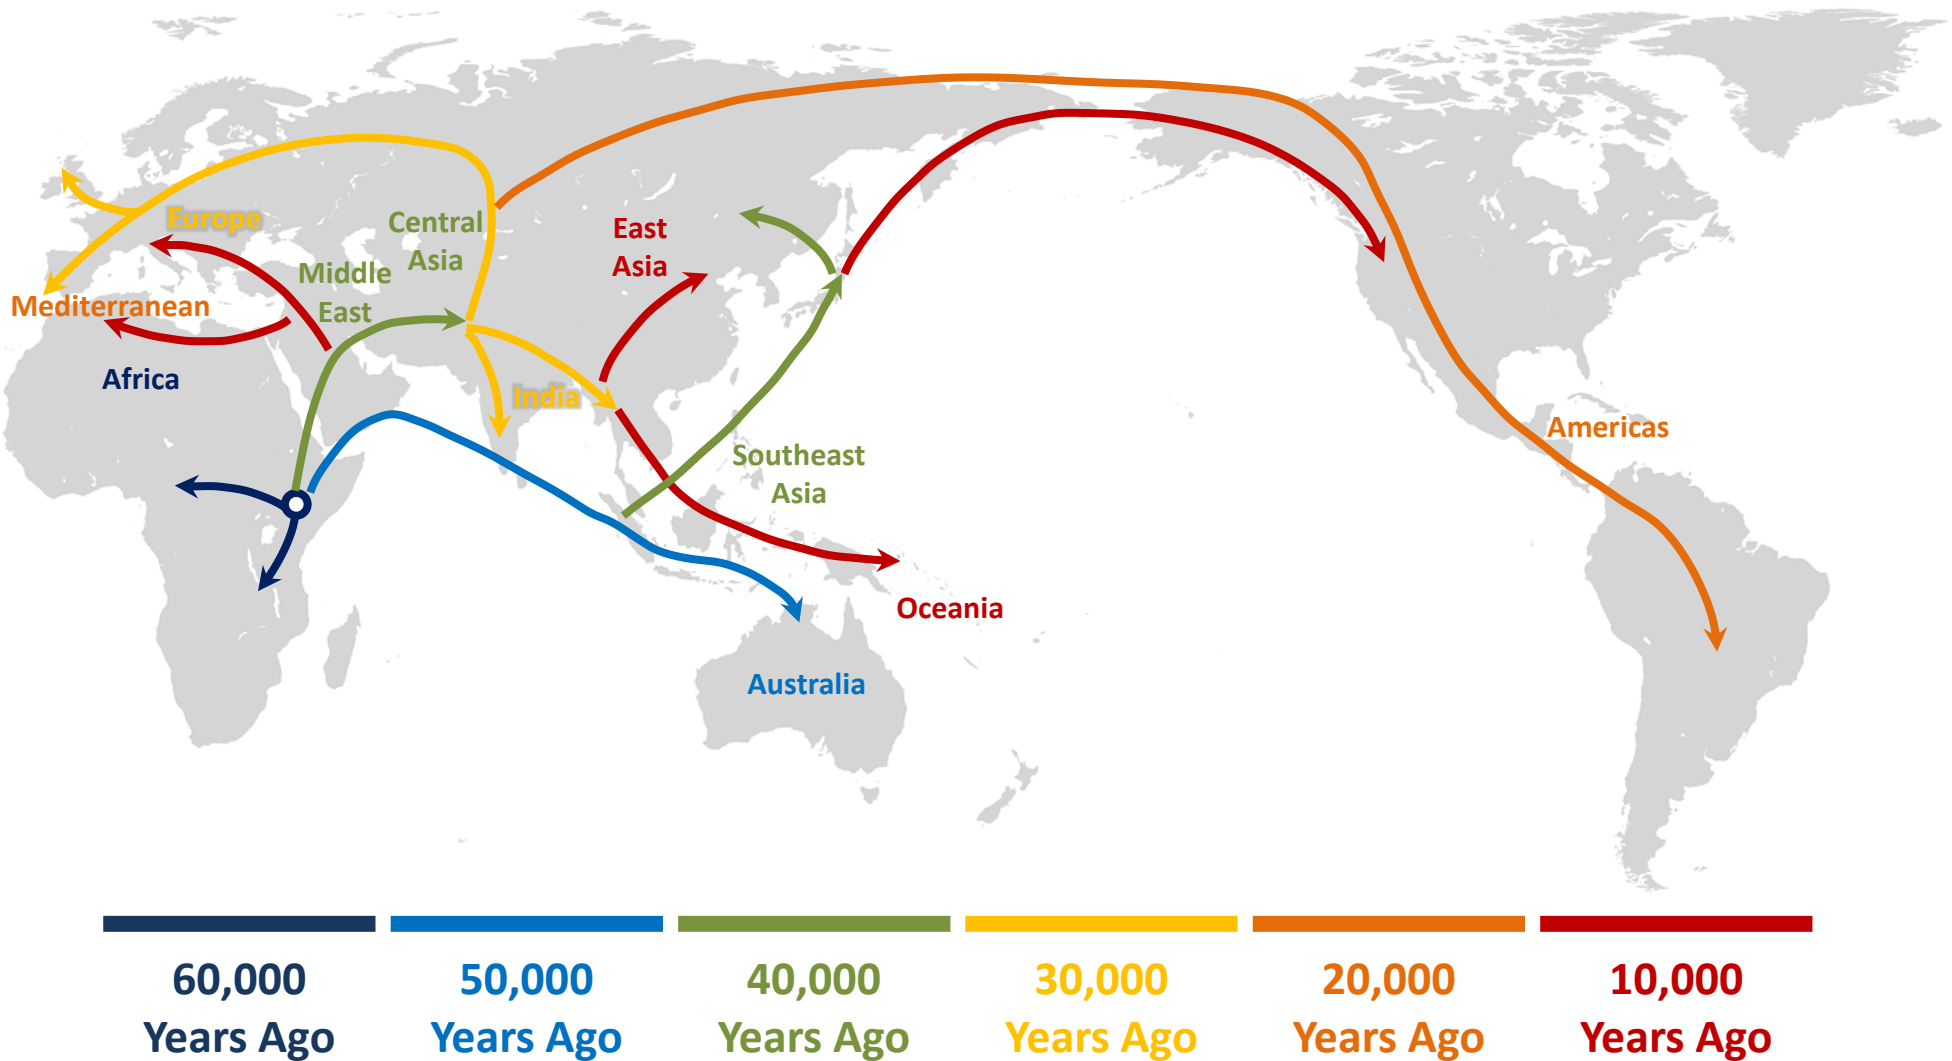 Europe
Central
Asia
East
Asia
Middle
East
Mediterranean
Africa
India
Americas
Southeast
Asia
Oceania
Australia
60,000
Years Ago
50,000
Years Ago
40,000
Years Ago
30,000
Years Ago
20,000
Years Ago
10,000
Years Ago